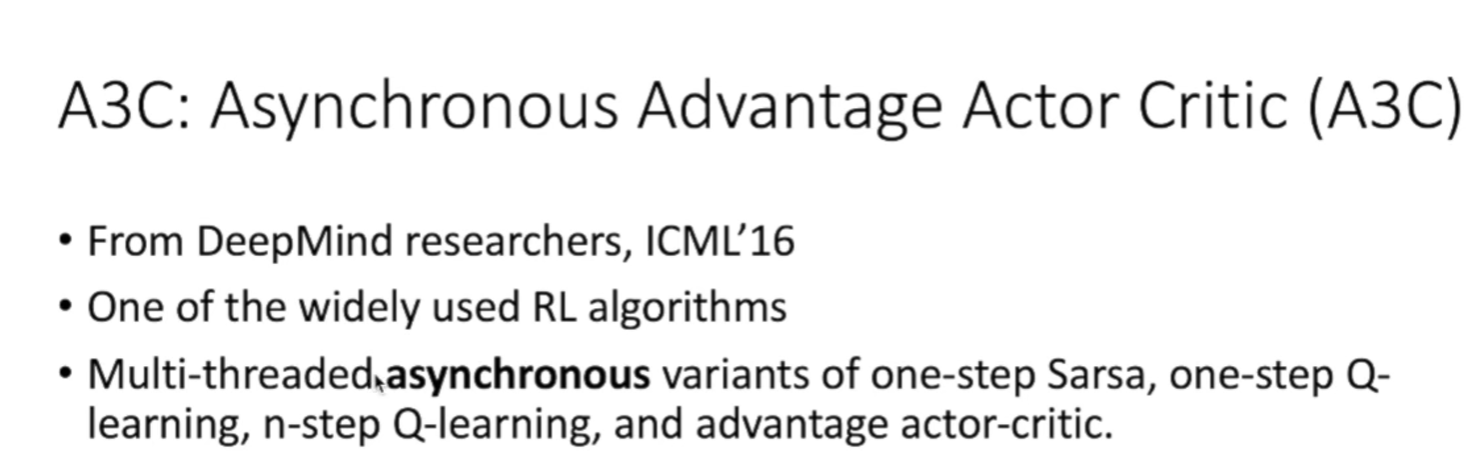 A3C: Asynchronous Advantage Actor Critic (A3C)
• From DeepMind researchers, ICML’16
• One of the widely used RL algorithms
• Multi-threaded asynchronous variants of one-step Sarsa, one-step Q-
learning, n-step Q-learning, and advantage actor-critic.